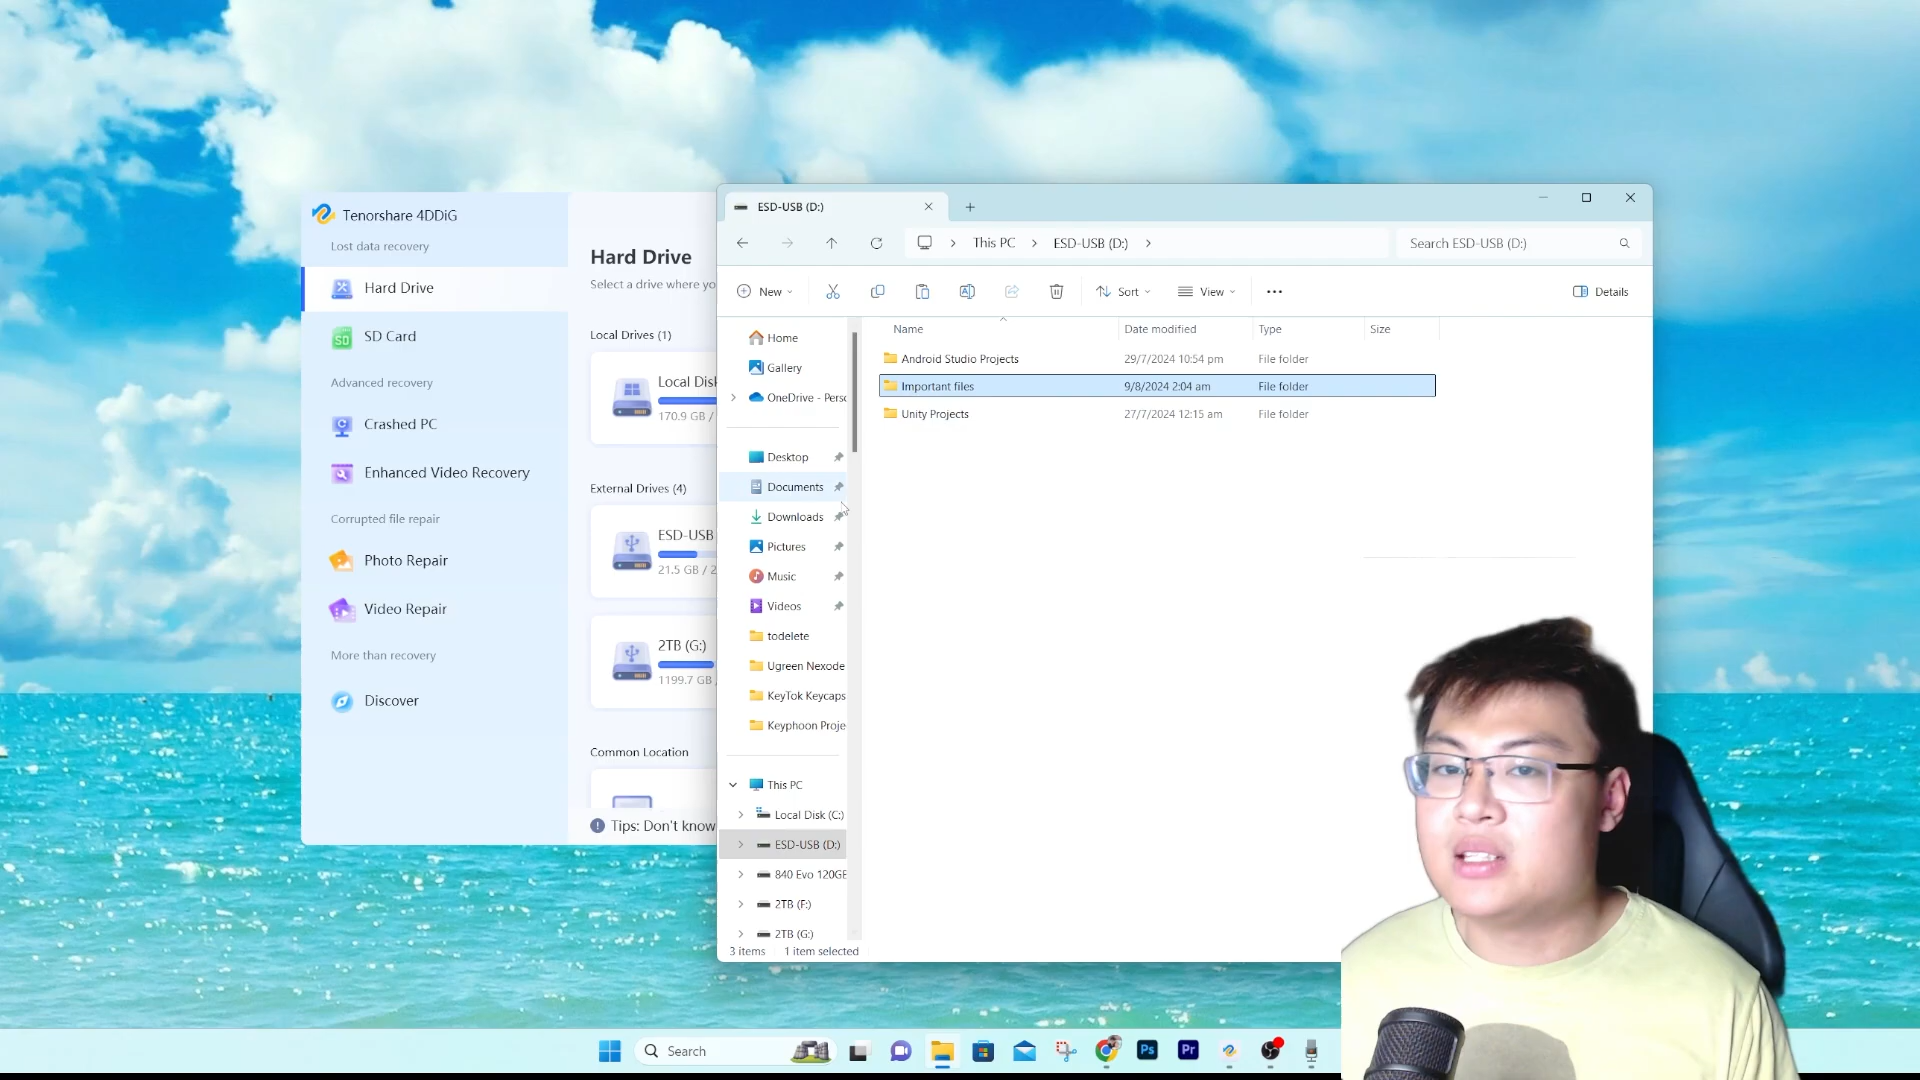 Tenorshare 4DDiG
Lost data recovery
Hard Drive
SD Card
Advanced recovery
Crashed PC
Enhanced Video Recovery
Corrupted file repair
Photo Repair
Video Repair
More than recovery
Discover
Hard Drive
Select a drive where yo
Local Drives (1)
Local Disk
170.9 GB /
External Drives (4)
ESD-USB
21.5 GB / 2
2TB (G:)
1199.7 GB
Common Location
Tips: Don't know
ESD-USB (D:)
This PC
ESD-USB (D:)
Search ESD-USB (D:)
New
Sort
View
Details
Home
Gallery
OneDrive - Perso
Desktop
Documents
Downloads
Pictures
Music
Videos
todelete
Ugreen Nexode
KeyTok Keycaps
Keyphoon Proje
This PC
Local Disk (C:)
ESD-USB (D:)
840 Evo 120GB
2TB (F:)
2TB (G:)
Name Date modified Type Size
Android Studio Projects 29/7/2024 10:54 pm File folder
Important files 9/8/2024 2:04 am File folder
Unity Projects 27/7/2024 12:15 am File folder
3 items 1 item selected
Search
Ps
Pr